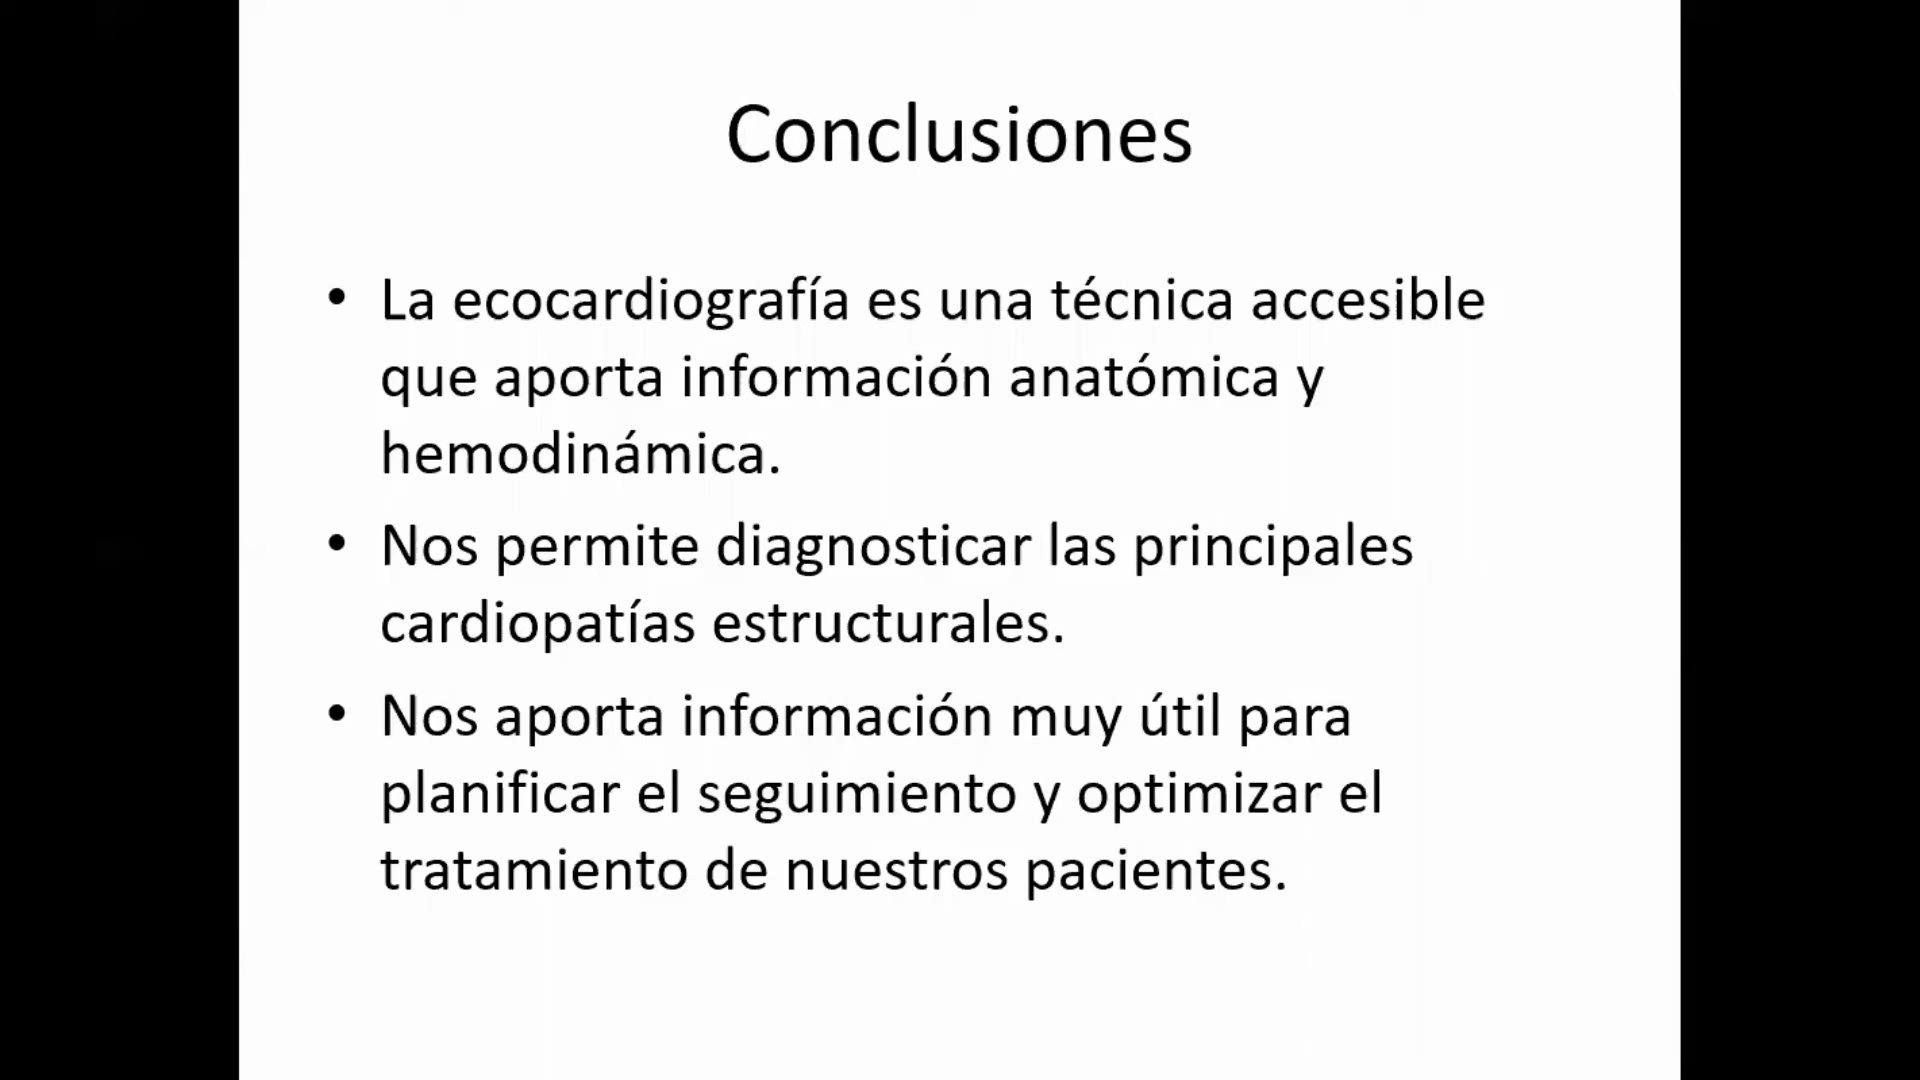 Conclusiones
• La ecocardiografía es una técnica accesible
que aporta información anatómica y
hemodinámica.
• Nos permite diagnosticar las principales
cardiopatías estructurales.
• Nos aporta información muy útil para
planificar el seguimiento y optimizar el
tratamiento de nuestros pacientes.